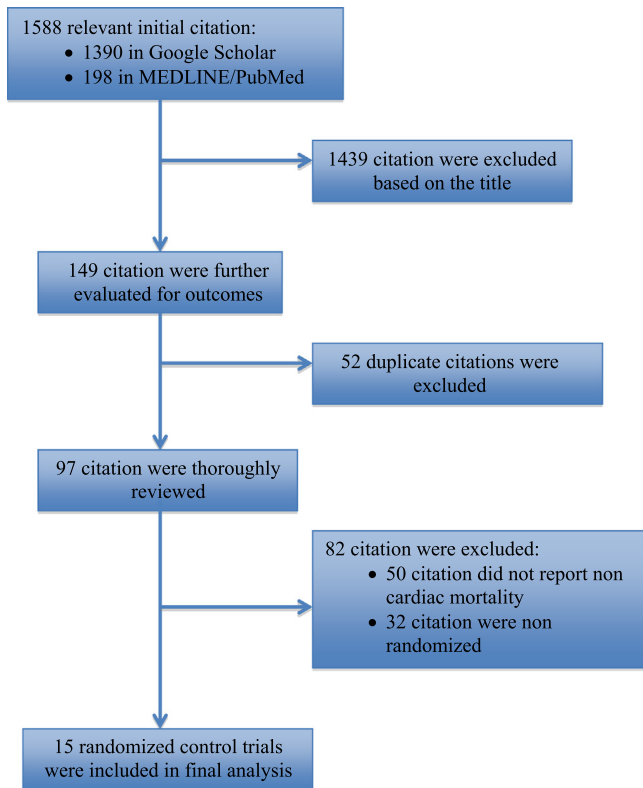 1588 relevant initial citation:
• 1390 in Google Scholar
• 198 in MEDLINE/PubMed
1439 citation were excluded
based on the title
149 citation were further
evaluated for outcomes
52 duplicate citations were
excluded
97 citation were thoroughly
reviewed
82 citation were excluded:
• 50 citation did not report non
cardiac mortality
• 32 citation were non
randomized
15 randomized control trials
were included in final analysis